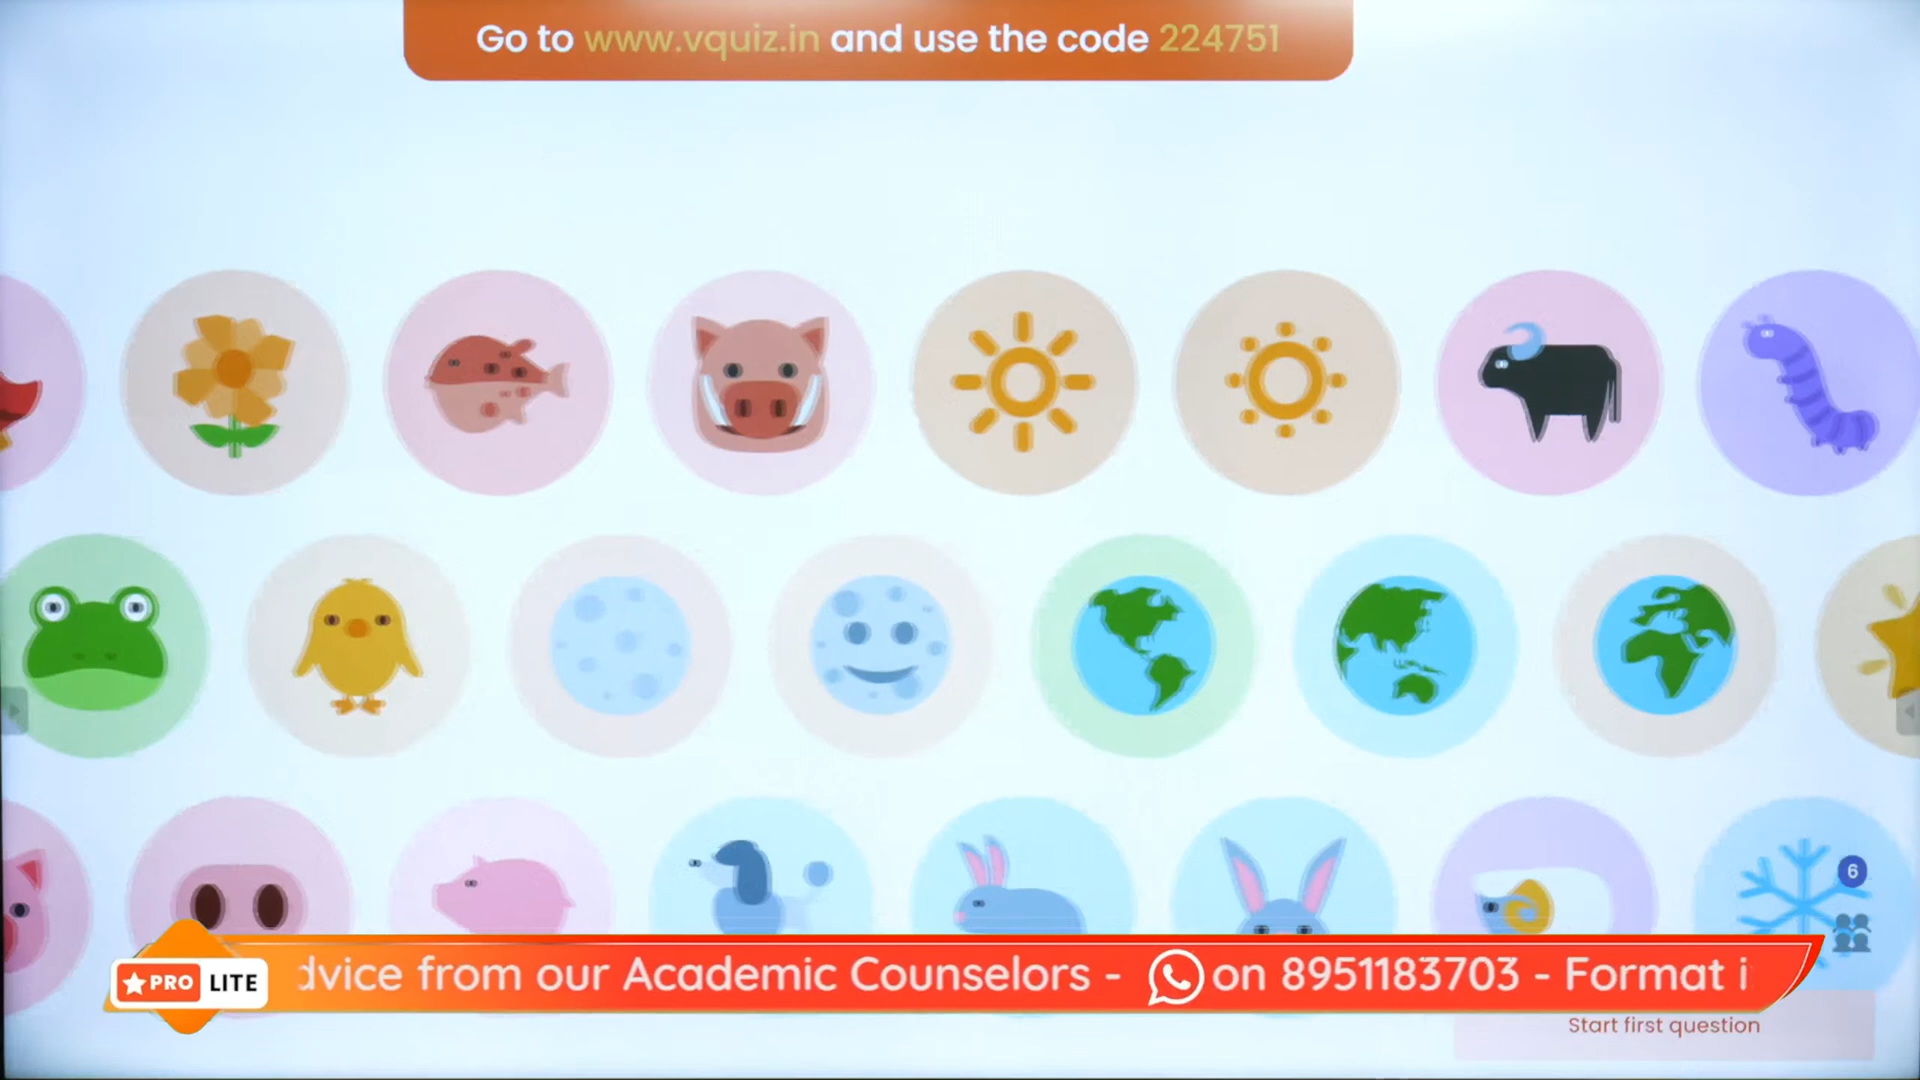 Go to www.vquiz.in and use the code 224751
6
PRO LITE
dvice from our Academic Counselors - on 8951183703 - Format i
Start first question